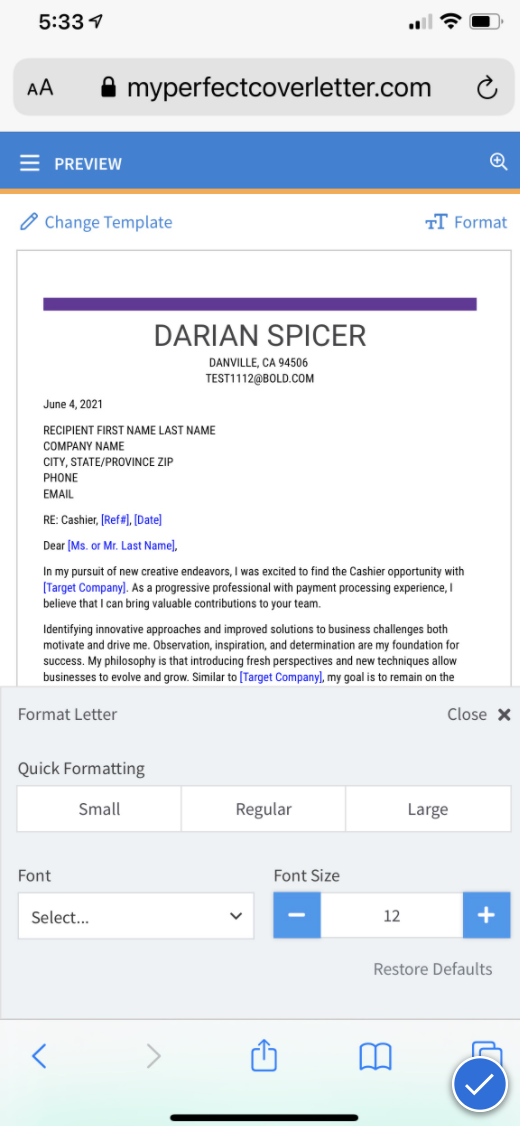 5:33
AA myperfectcoverletter.com
PREVIEW
Change Template
TT Format
DARIAN SPICER
DANVILLE, CA 94506
TEST1112@BOLD.COM
June 4, 2021
RECIPIENT FIRST NAME LAST NAME
COMPANY NAME
CITY, STATE/PROVINCE ZIP
PHONE
EMAIL
RE: Cashier, [Ref#], [Date]
Dear [Ms. or Mr. Last Name],
In my pursuit of new creative endeavors, I was excited to find the Cashier opportunity with
[Target Company]. As a progressive professional with payment processing experience, I
believe that I can bring valuable contributions to your team.
Identifying innovative approaches and improved solutions to business challenges both
motivate and drive me. Observation, inspiration, and determination are my foundation for
success. My philosophy is that introducing fresh perspectives and new techniques allow
businesses to evolve and grow. Similar to [Target Company], my goal is to remain on the
Format Letter
Close ×
Quick Formatting
Small
Regular
Large
Font
Font Size
Select...
12
Restore Defaults